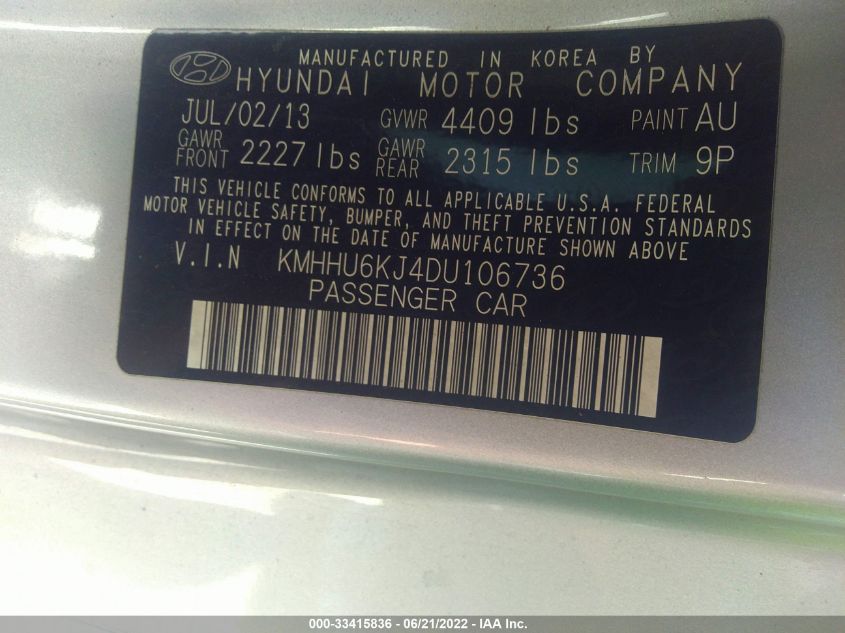 MANUFACTURED IN KOREA BY
HYUNDAI MOTOR COMPANY
JUL/02/13 GVWR 4409 lbs PAINT AU
GAWR FRONT 2227 lbs GAWR REAR 2315 lbs TRIM 9P
THIS VEHICLE CONFORMS TO ALL APPLICABLE U.S.A. FEDERAL
MOTOR VEHICLE SAFETY, BUMPER, AND THEFT PREVENTION STANDARDS
IN EFFECT ON THE DATE OF MANUFACTURE SHOWN ABOVE
V.I.N KMHHU6KJ4DU106736
PASSENGER CAR
000-33415836 - 06/21/2022 - IAA Inc.